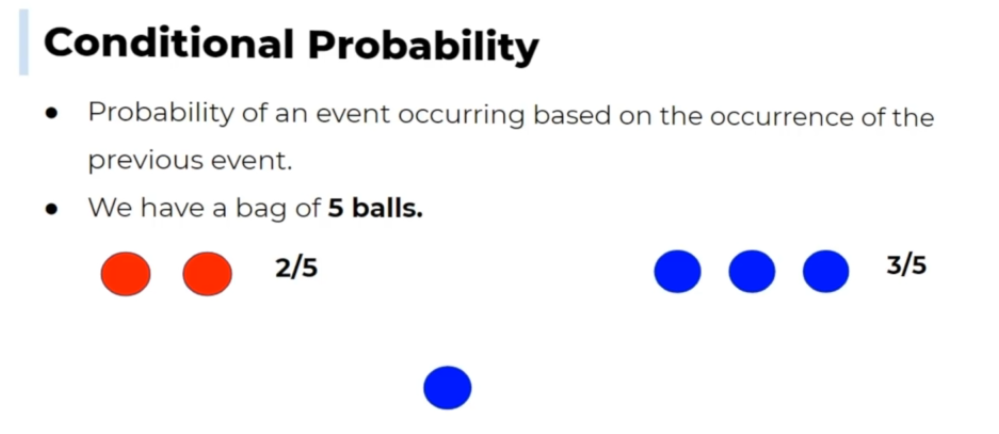 Conditional Probability
● Probability of an event occurring based on the occurrence of the
previous event.
● We have a bag of 5 balls.
2/5 3/5